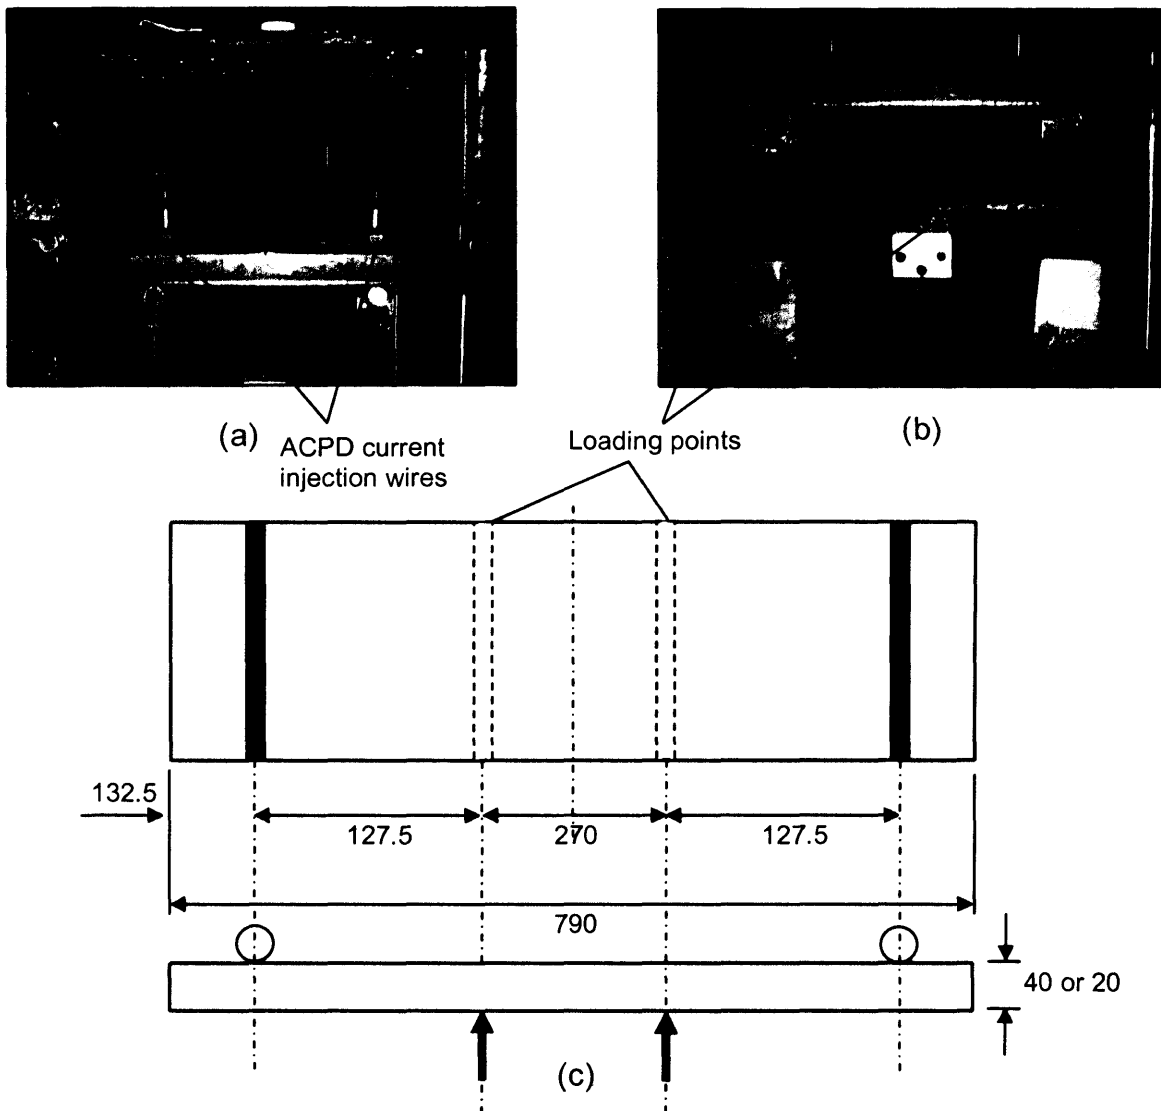 (a)
ACPD current
injection wires
Loading points
(b)
132.5
127.5
270
127.5
790
40 or 20
(c)